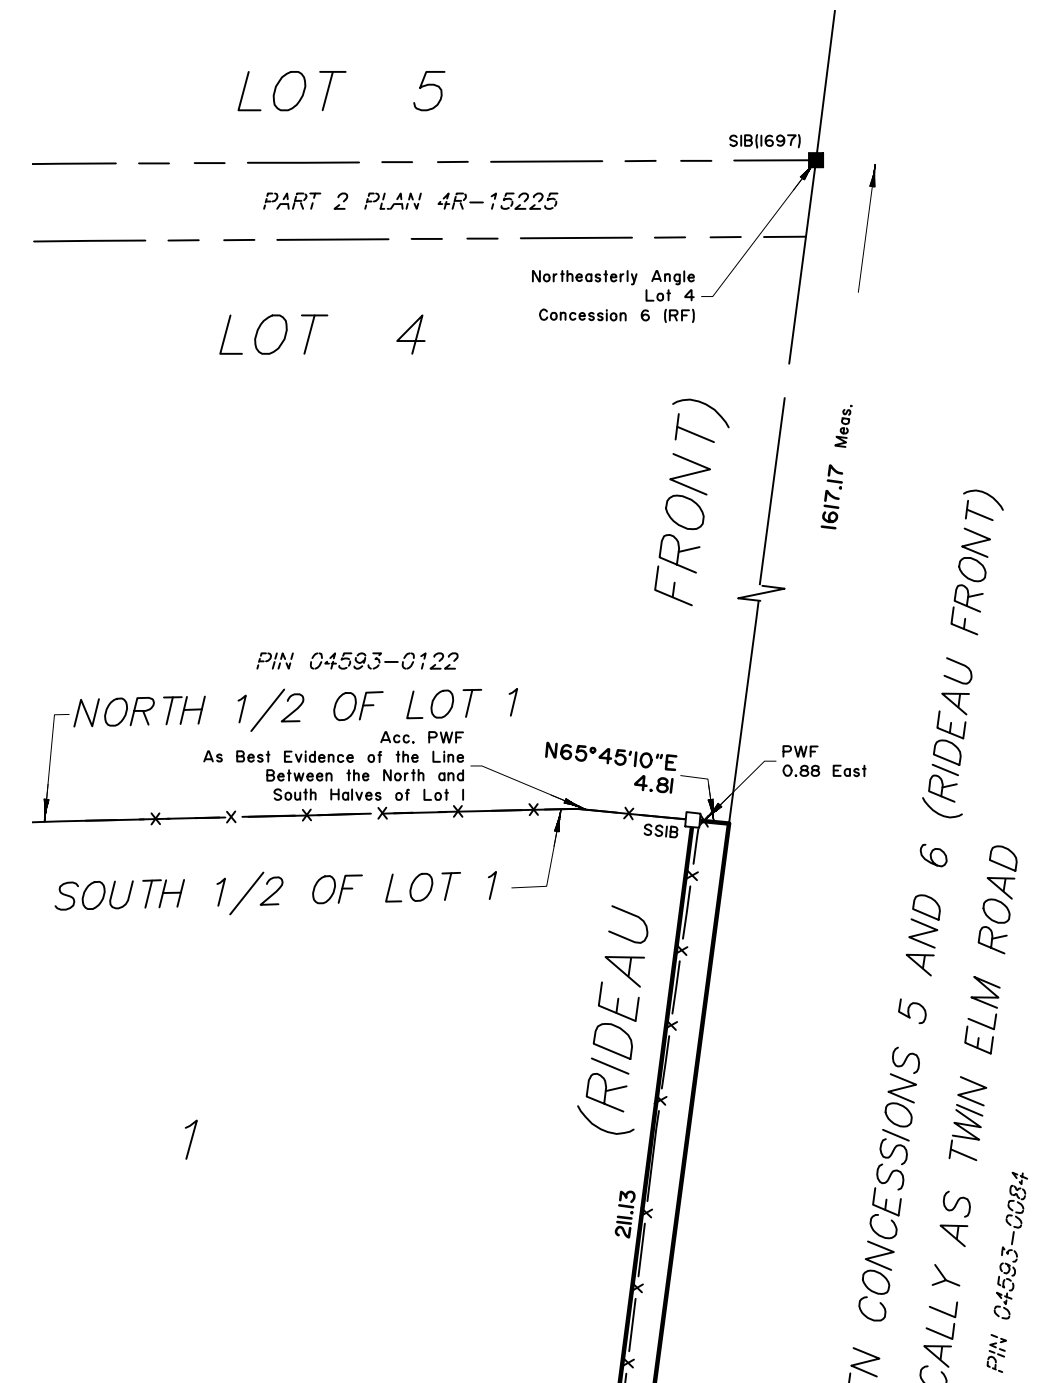 LOT 5
SIB(1697)
PART 2 PLAN 4R-15225
Northeasterly Angle
Lot 4
Concession 6 (RF)
LOT 4
1617.17 Meas.
FRONT)
PIN 04593-0122
NORTH 1/2 OF LOT 1
Acc. PWF
As Best Evidence of the Line
Between the North and
South Halves of Lot 1
N65°45'10"E
4.81
PWF
0.88 East
SSIB
SOUTH 1/2 OF LOT 1
(RIDEAU
1
211.13
EN CONCESSIONS 5 AND 6 (RIDEAU FRONT)
CALLY AS TWIN ELM ROAD
PIN 04593-0084